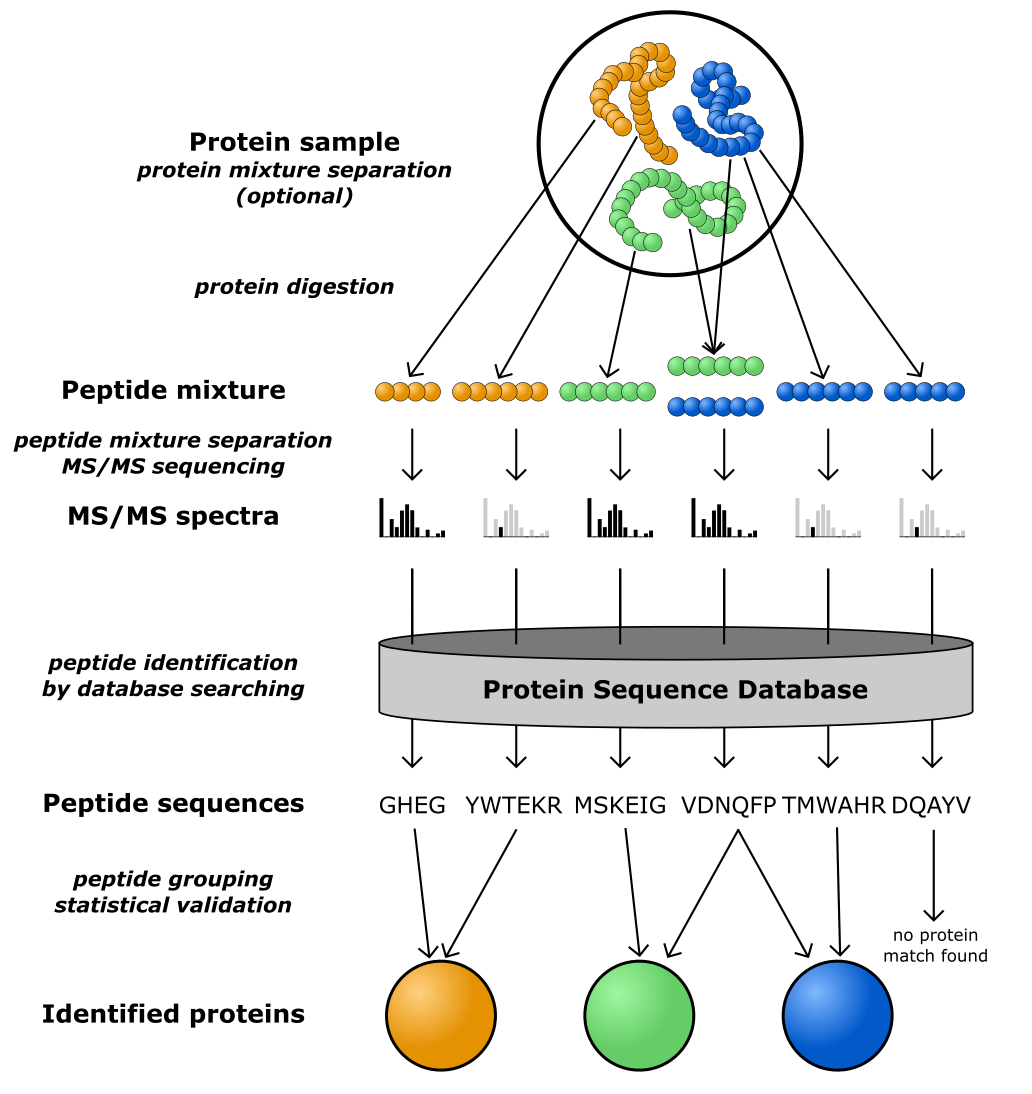 Protein sample
protein mixture separation
(optional)
protein digestion
Peptide mixture
peptide mixture separation
MS/MS sequencing
MS/MS spectra
peptide identification
by database searching
Protein Sequence Database
Peptide sequences
GHEG YWTEKR MSKEIG VDNQFP TMWAHR DQAYV
peptide grouping
statistical validation
no protein
match found
Identified proteins